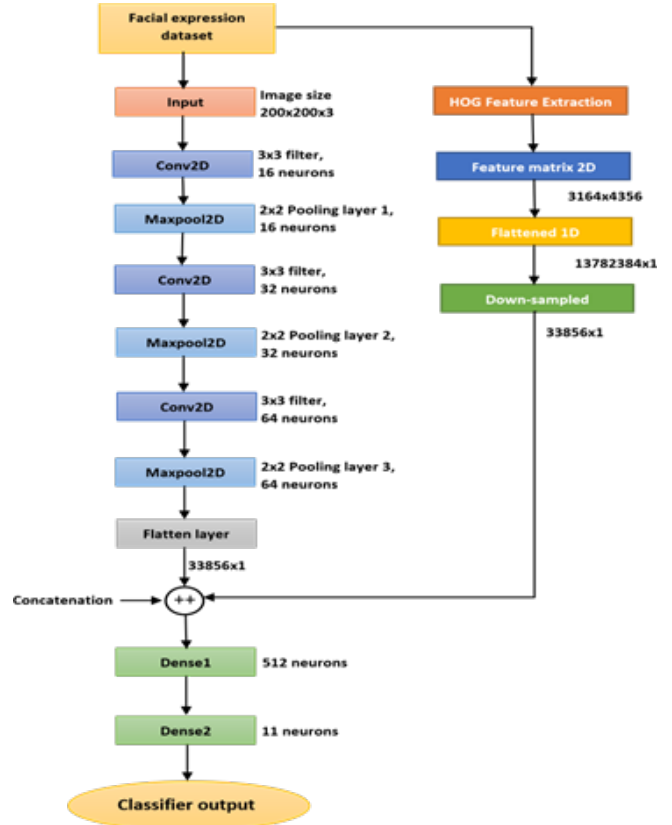 Facial expression
dataset
Input
Image size
200x200x3
Conv2D
3x3 filter,
16 neurons
Maxpool2D
2x2 Pooling layer 1,
16 neurons
Conv2D
3x3 filter,
32 neurons
Maxpool2D
2x2 Pooling layer 2,
32 neurons
Conv2D
3x3 filter,
64 neurons
Maxpool2D
2x2 Pooling layer 3,
64 neurons
Flatten layer
33856x1
HOG Feature Extraction
Feature matrix 2D
3164x4356
Flattened 1D
13782384x1
Down-sampled
33856x1
Concatenation
++
Dense1
512 neurons
Dense2
11 neurons
Classifier output